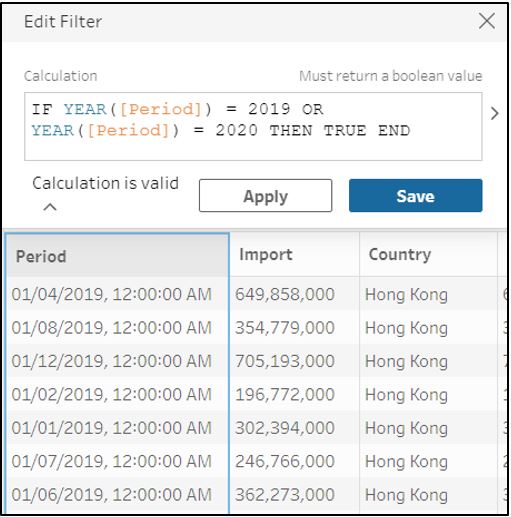 Edit Filter
Calculation Must return a boolean value
IF YEAR([Period]) = 2019 OR
YEAR([Period]) = 2020 THEN TRUE END
Calculation is valid
Apply Save
Period Import Country
01/04/2019, 12:00:00 AM 649,858,000 Hong Kong
01/08/2019, 12:00:00 AM 354,779,000 Hong Kong
01/12/2019, 12:00:00 AM 705,193,000 Hong Kong
01/02/2019, 12:00:00 AM 196,772,000 Hong Kong
01/01/2019, 12:00:00 AM 302,394,000 Hong Kong
01/07/2019, 12:00:00 AM 246,766,000 Hong Kong
01/06/2019, 12:00:00 AM 362,273,000 Hong Kong